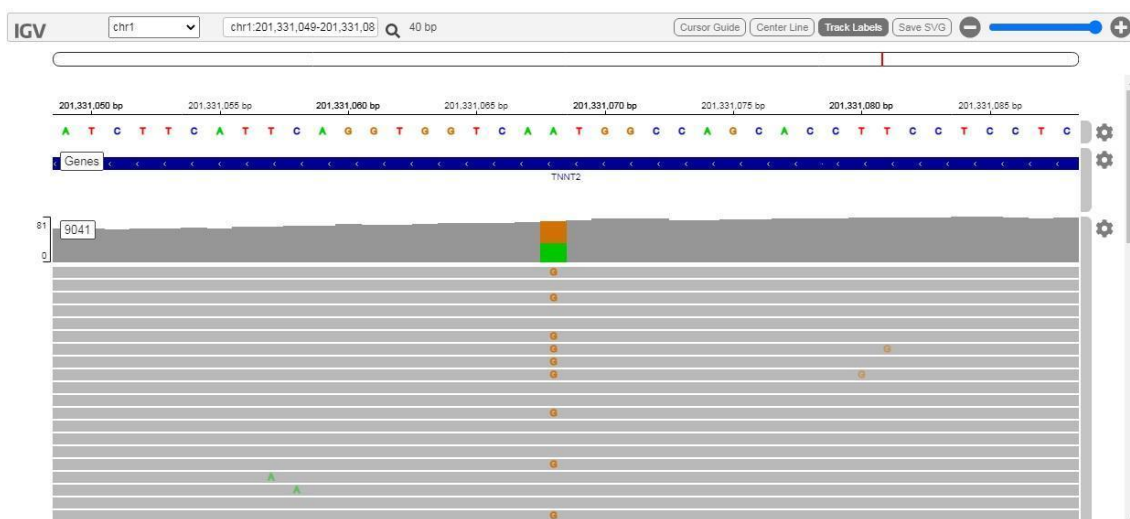 IGV chr1 chr1:201,331,049-201,331,08 40 bp Cursor Guide Center Line Track Labels Save SVG
201,331,050 bp 201,331,055 bp 201,331,060 bp 201,331,065 bp 201,331,070 bp 201,331,075 bp 201,331,080 bp 201,331,085 bp
A T C T T C A T T C A G G T G G T C A A T G G C C A G C A C C T T C C T C C T C
Genes
TNNT2
81
9041
0
G
G
G
G G
G
G G
G
G
A
A
G